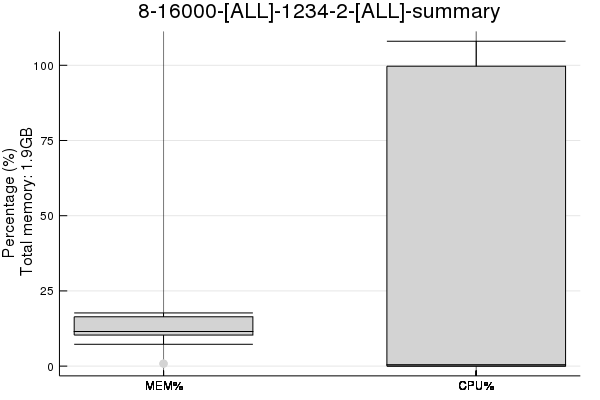 8-16000-[ALL]-1234-2-[ALL]-summary
Percentage (%)
Total memory: 1.9GB
100
75
50
25
0
MEM%
CPU%